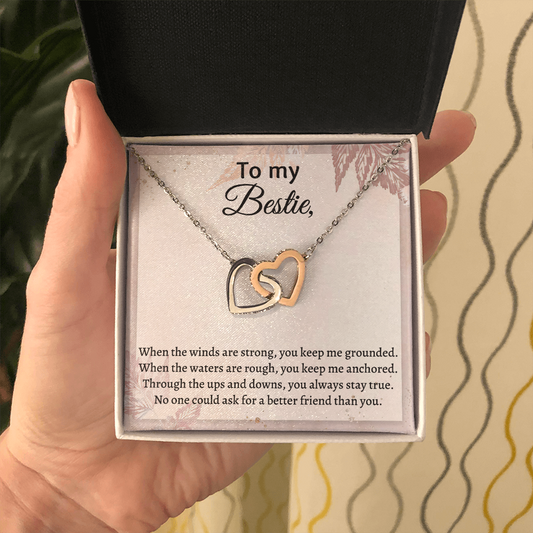 To my
Bestie,
When the winds are strong, you keep me grounded.
When the waters are rough, you keep me anchored.
Through the ups and downs, you always stay true.
No one could ask for a better friend than you.